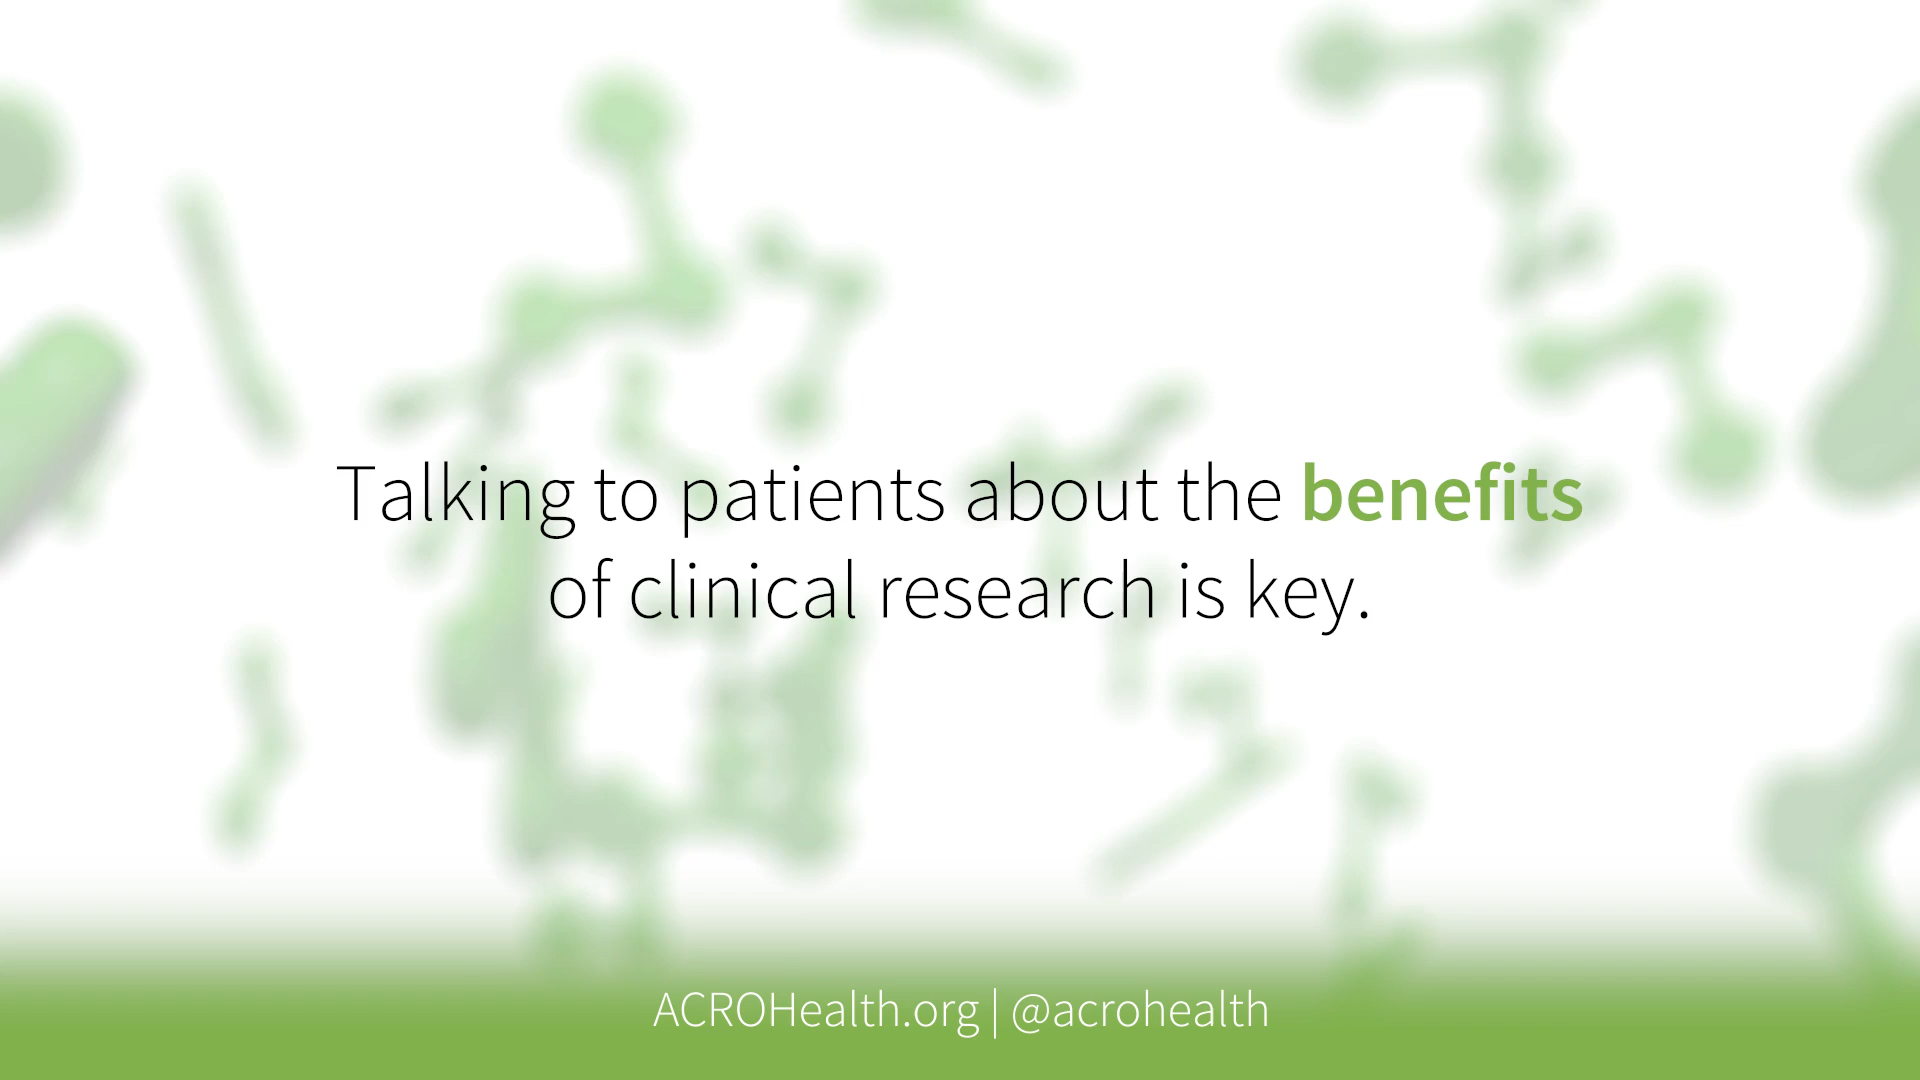 Talking to patients about the benefits
of clinical research is key.
ACROHealth.org | @acrohealth